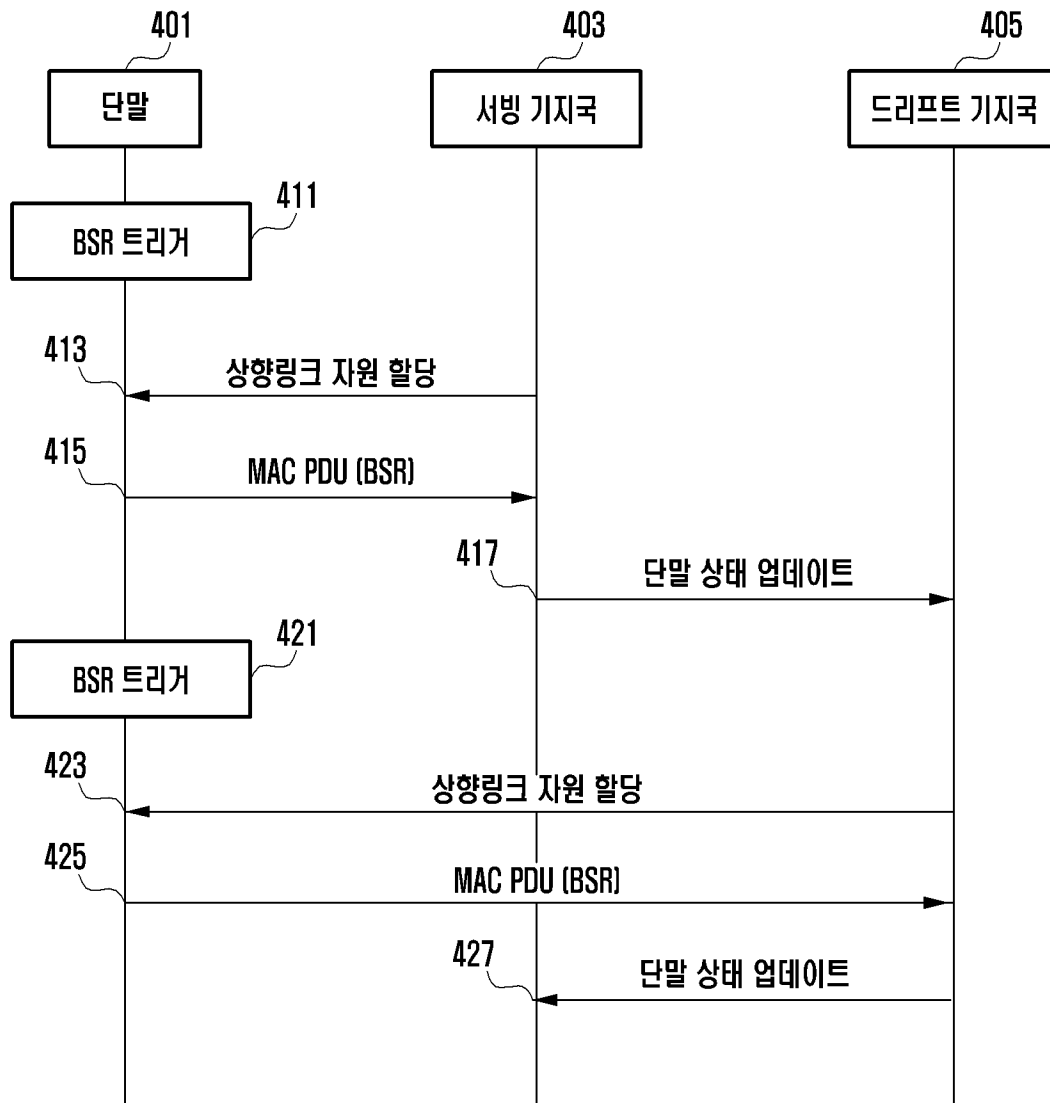 401
403
405
단말
서빙 기지국
드리프트 기지국
411
BSR 트리거
413
상향링크 자원 할당
415
MAC PDU (BSR)
417
단말 상태 업데이트
421
BSR 트리거
423
상향링크 자원 할당
425
MAC PDU (BSR)
427
단말 상태 업데이트